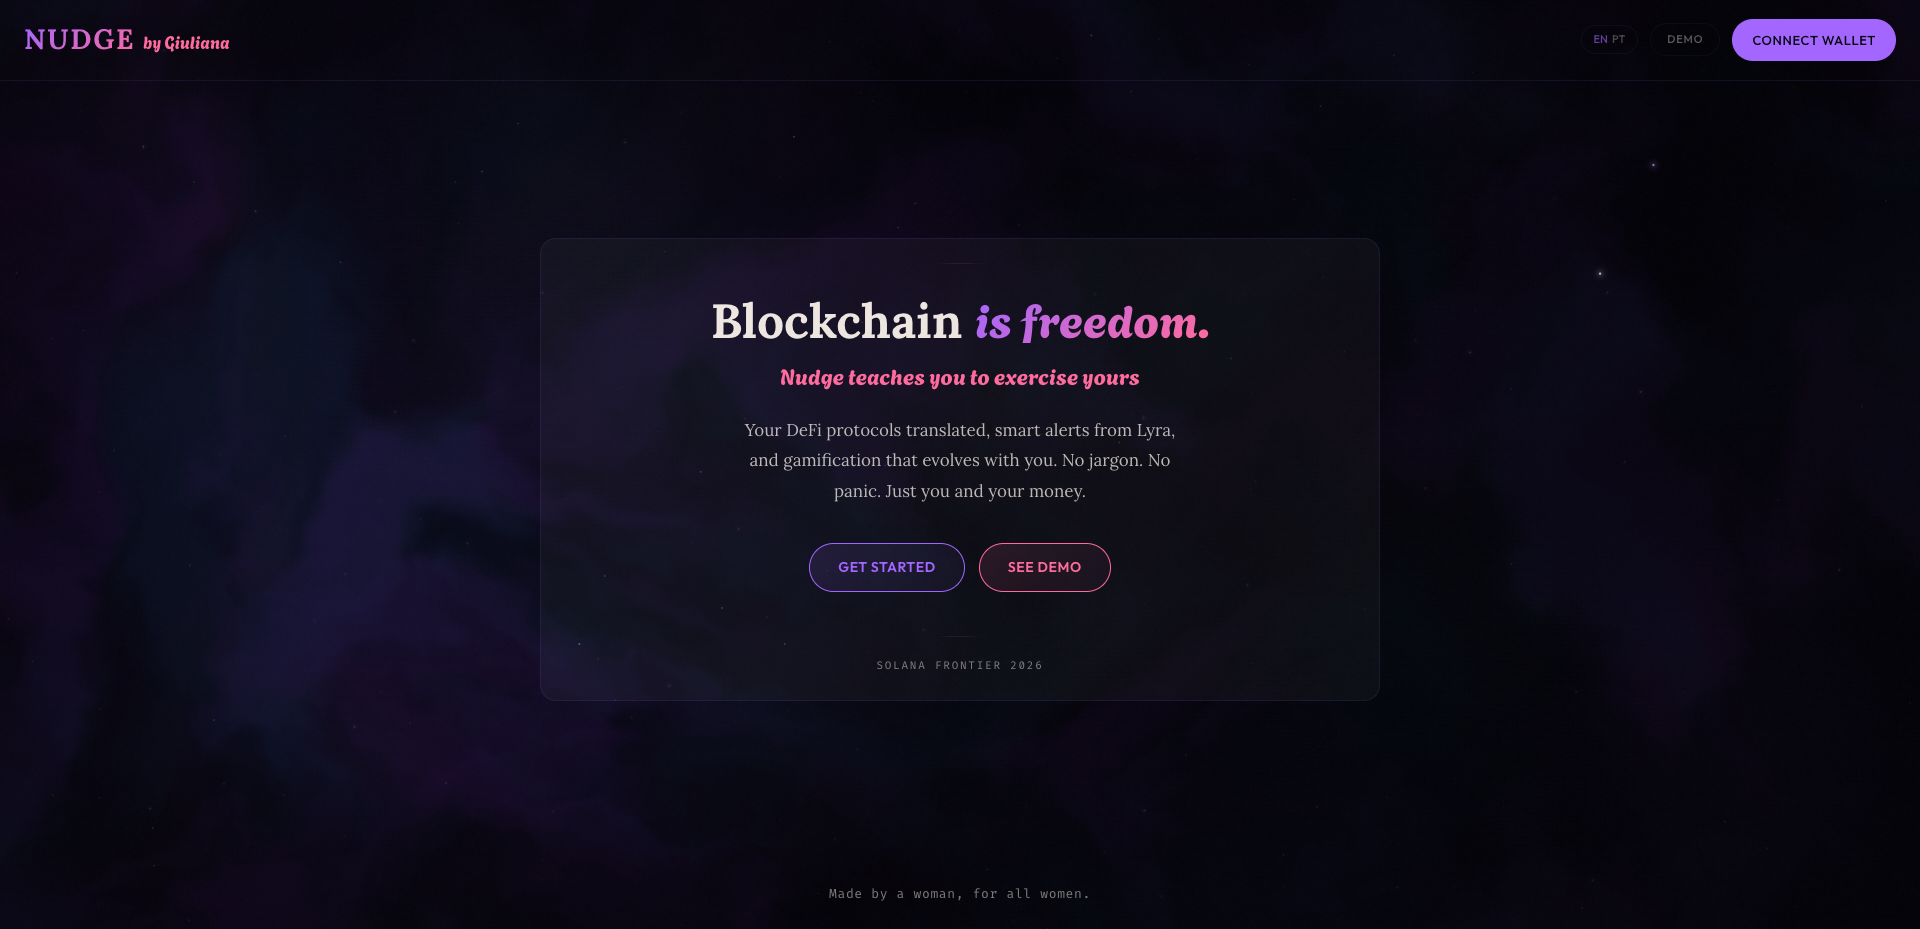 NUDGE by Giuliana
EN PT
DEMO
CONNECT WALLET
Blockchain is freedom.
Nudge teaches you to exercise yours
Your DeFi protocols translated, smart alerts from Lyra,
and gamification that evolves with you. No jargon. No
panic. Just you and your money.
GET STARTED
SEE DEMO
SOLANA FRONTIER 2026
Made by a woman, for all women.